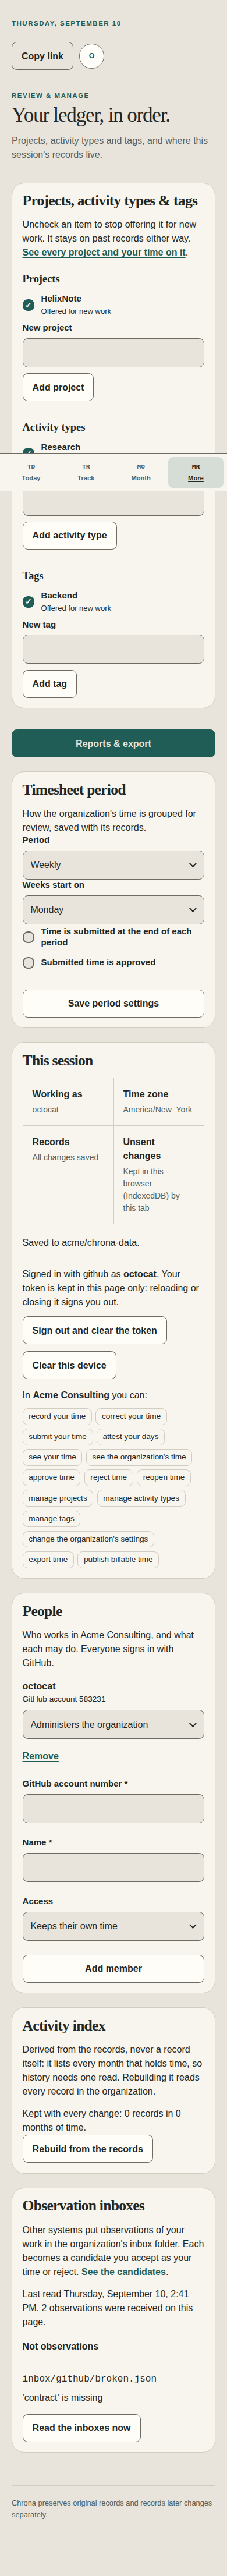 THURSDAY, SEPTEMBER 10
Copy link
O
REVIEW & MANAGE
Your ledger, in order.
Projects, activity types and tags, and where this
session's records live.
Projects, activity types & tags
Uncheck an item to stop offering it for new
work. It stays on past records either way.
See every project and your time on it.
Projects
HelixNote
Offered for new work
New project
Add project
Activity types
Research
TD
Today
TR
Track
MO
Month
MR
More
Add activity type
Tags
Backend
Offered for new work
New tag
Add tag
Reports & export
Timesheet period
How the organization's time is grouped for
review, saved with its records.
Period
Weekly
Weeks start on
Monday
Time is submitted at the end of each
period
Submitted time is approved
Save period settings
This session
Working as
octocat
Time zone
America/New_York
Records
All changes saved
Unsent
changes
Kept in this
browser
(IndexedDB) by
this tab
Saved to acme/chrona-data.
Signed in with github as octocat. Your
token is kept in this page only: reloading or
closing it signs you out.
Sign out and clear the token
Clear this device
In Acme Consulting you can:
record your time
correct your time
submit your time
attest your days
see your time
see the organization's time
approve time
reject time
reopen time
manage projects
manage activity types
manage tags
change the organization's settings
export time
publish billable time
People
Who works in Acme Consulting, and what
each may do. Everyone signs in with
GitHub.
octocat
GitHub account 583231
Administers the organization
Remove
GitHub account number *
Name *
Access
Keeps their own time
Add member
Activity index
Derived from the records, never a record
itself: it lists every month that holds time, so
history needs one read. Rebuilding it reads
every record in the organization.
Kept with every change: 0 records in 0
months of time.
Rebuild from the records
Observation inboxes
Other systems put observations of your
work in the organization's inbox folder. Each
becomes a candidate you accept as your
time or reject. See the candidates.
Last read Thursday, September 10, 2:41
PM. 2 observations were received on this
page.
Not observations
inbox/github/broken.json
'contract' is missing
Read the inboxes now
Chrona preserves original records and records later changes
separately.